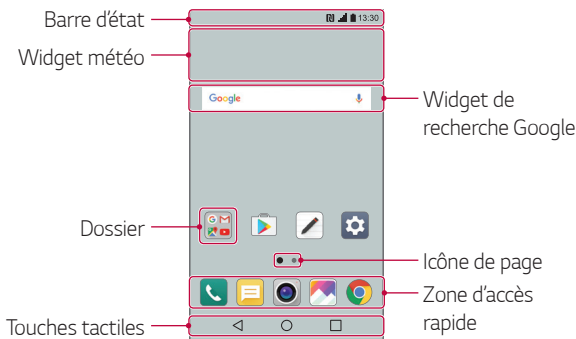 Barre d'état
13:30
Widget météo
Google
Widget de
recherche Google
Dossier
Icône de page
Zone d'accès
rapide
Touches tactiles